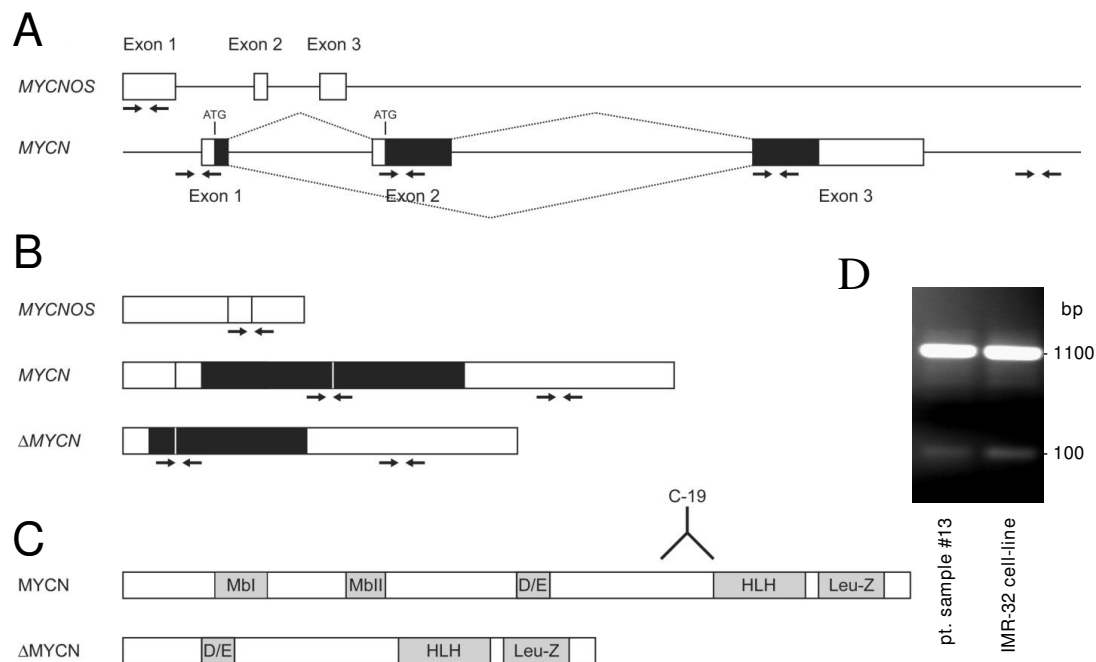 A
Exon 1 Exon 2 Exon 3
MYCNOS
ATG ATG
MYCN
Exon 1 Exon 2 Exon 3
B
MYCNOS
MYCN
ΔMYCN
C
C-19
MYCN MbI MbII D/E HLH Leu-Z
ΔMYCN D/E HLH Leu-Z
D
bp
1100
100
pt. sample #13
IMR-32 cell-line